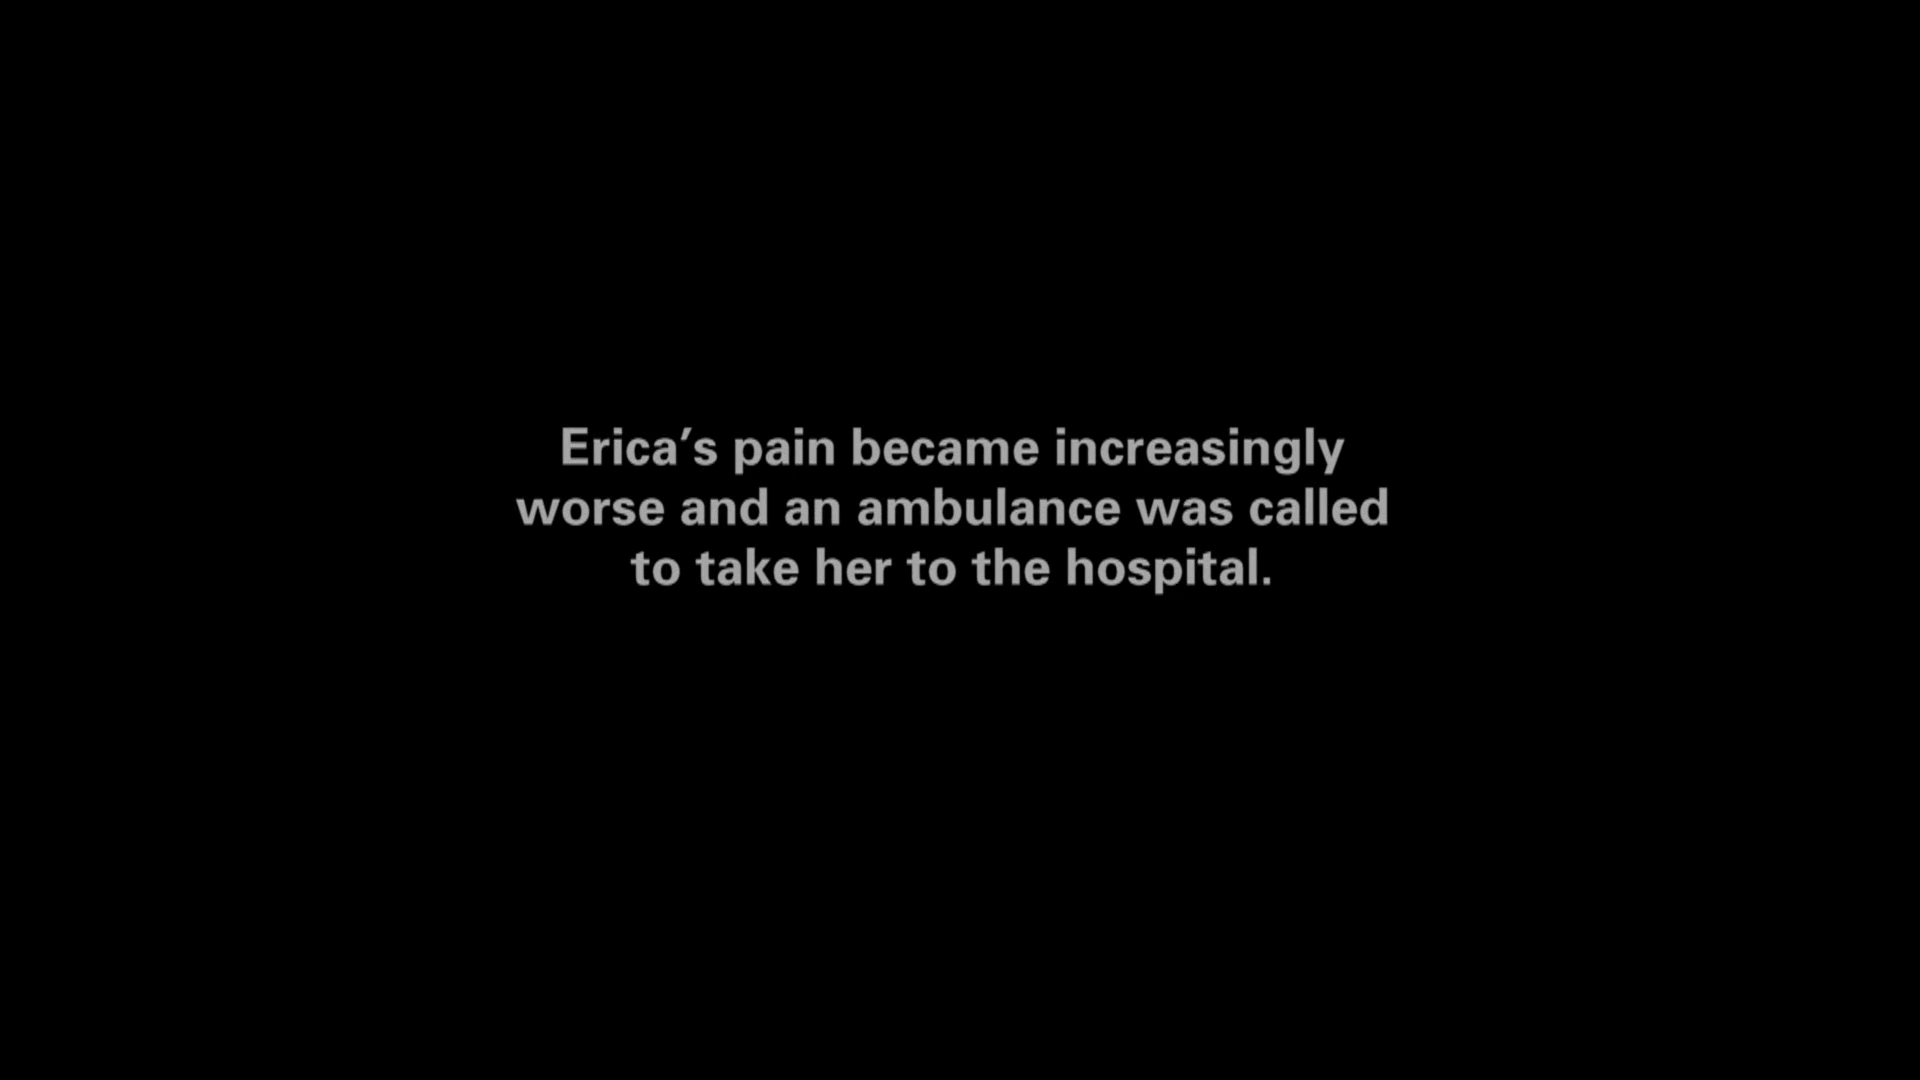 Erica’s pain became increasingly
worse and an ambulance was called
to take her to the hospital.